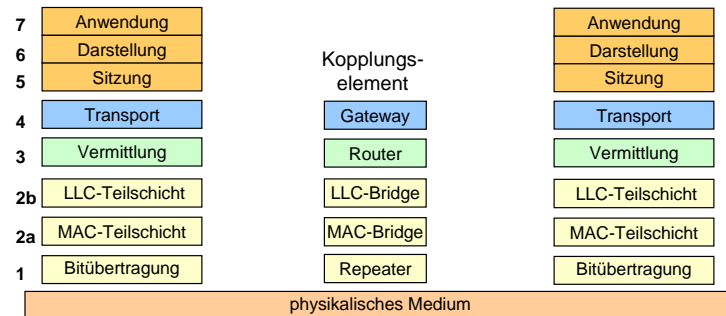 7 Anwendung Anwendung
6 Darstellung Darstellung
Kopplungs-
5 Sitzung element Sitzung
4 Transport Gateway Transport
3 Vermittlung Router Vermittlung
2b LLC-Teilschicht LLC-Bridge LLC-Teilschicht
2a MAC-Teilschicht MAC-Bridge MAC-Teilschicht
1 Bitübertragung Repeater Bitübertragung
physikalisches Medium